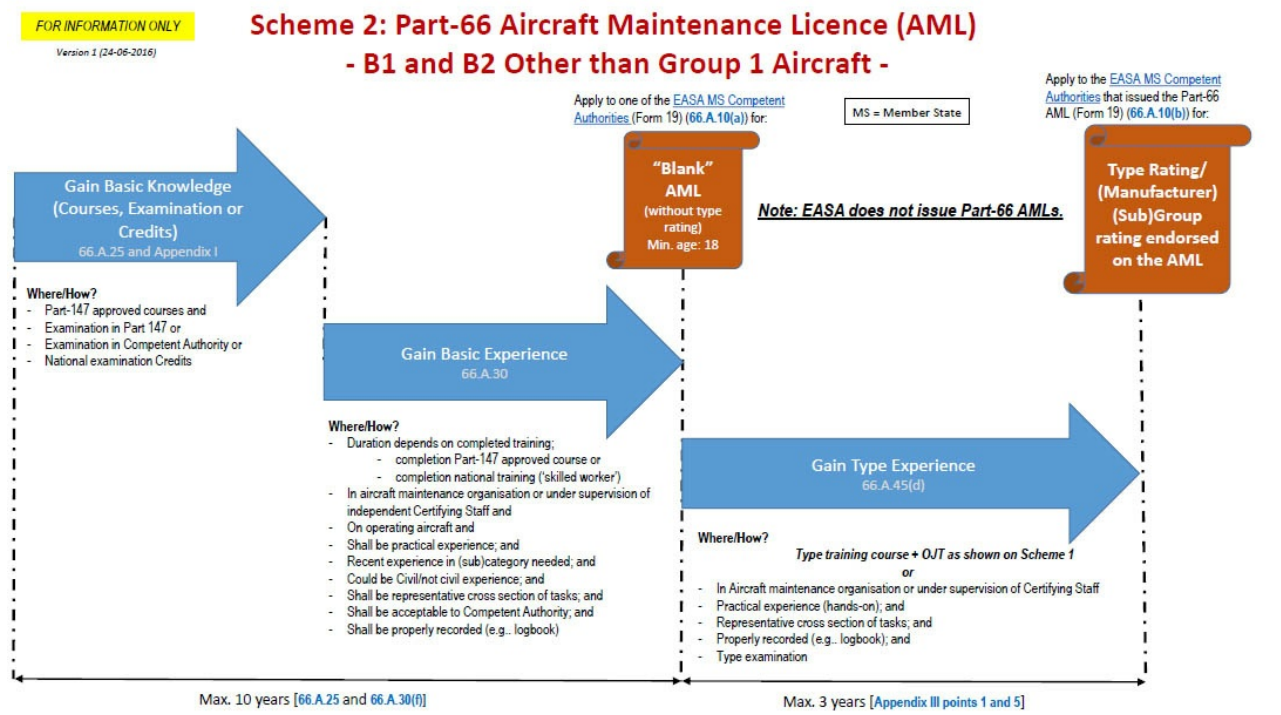 FOR INFORMATION ONLY
Version 1 (24-06-2016)
Scheme 2: Part-66 Aircraft Maintenance Licence (AML)
- B1 and B2 Other than Group 1 Aircraft -
Apply to one of the EASA MS Competent
Authorities (Form 19) (66.A.10(a)) for:
MS = Member State
Apply to the EASA MS Competent
Authorities that issued the Part-66
AML (Form 19) (66.A.10(b)) for:
Gain Basic Knowledge
(Courses, Examination or
Credits)
66.A.25 and Appendix I
"Blank"
AML
(without type
rating)
Min. age: 18
Note: EASA does not issue Part-66 AMLs.
Type Rating/
(Manufacturer)
(Sub)Group
rating endorsed
on the AML
Where/How?
- Part-147 approved courses and
- Examination in Part 147 or
- Examination in Competent Authority or
- National examination Credits
Gain Basic Experience
66.A.30
Where/How?
- Duration depends on completed training;
- completion Part-147 approved course or
- completion national training ('skilled worker')
- In aircraft maintenance organisation or under supervision of
independent Certifying Staff and
- On operating aircraft and
- Shall be practical experience; and
- Recent experience in (sub)category needed; and
- Could be Civil/not civil experience; and
- Shall be representative cross section of tasks; and
- Shall be acceptable to Competent Authority; and
- Shall be properly recorded (e.g.. logbook)
Gain Type Experience
66.A.45(d)
Where/How?
Type training course + OJT as shown on Scheme 1
or
- In Aircraft maintenance organisation or under supervision of Certifying Staff
- Practical experience (hands-on); and
- Representative cross section of tasks; and
- Properly recorded (e.g.. logbook); and
- Type examination
Max. 10 years [66.A.25 and 66.A.30(f)]
Max. 3 years [Appendix III points 1 and 5]